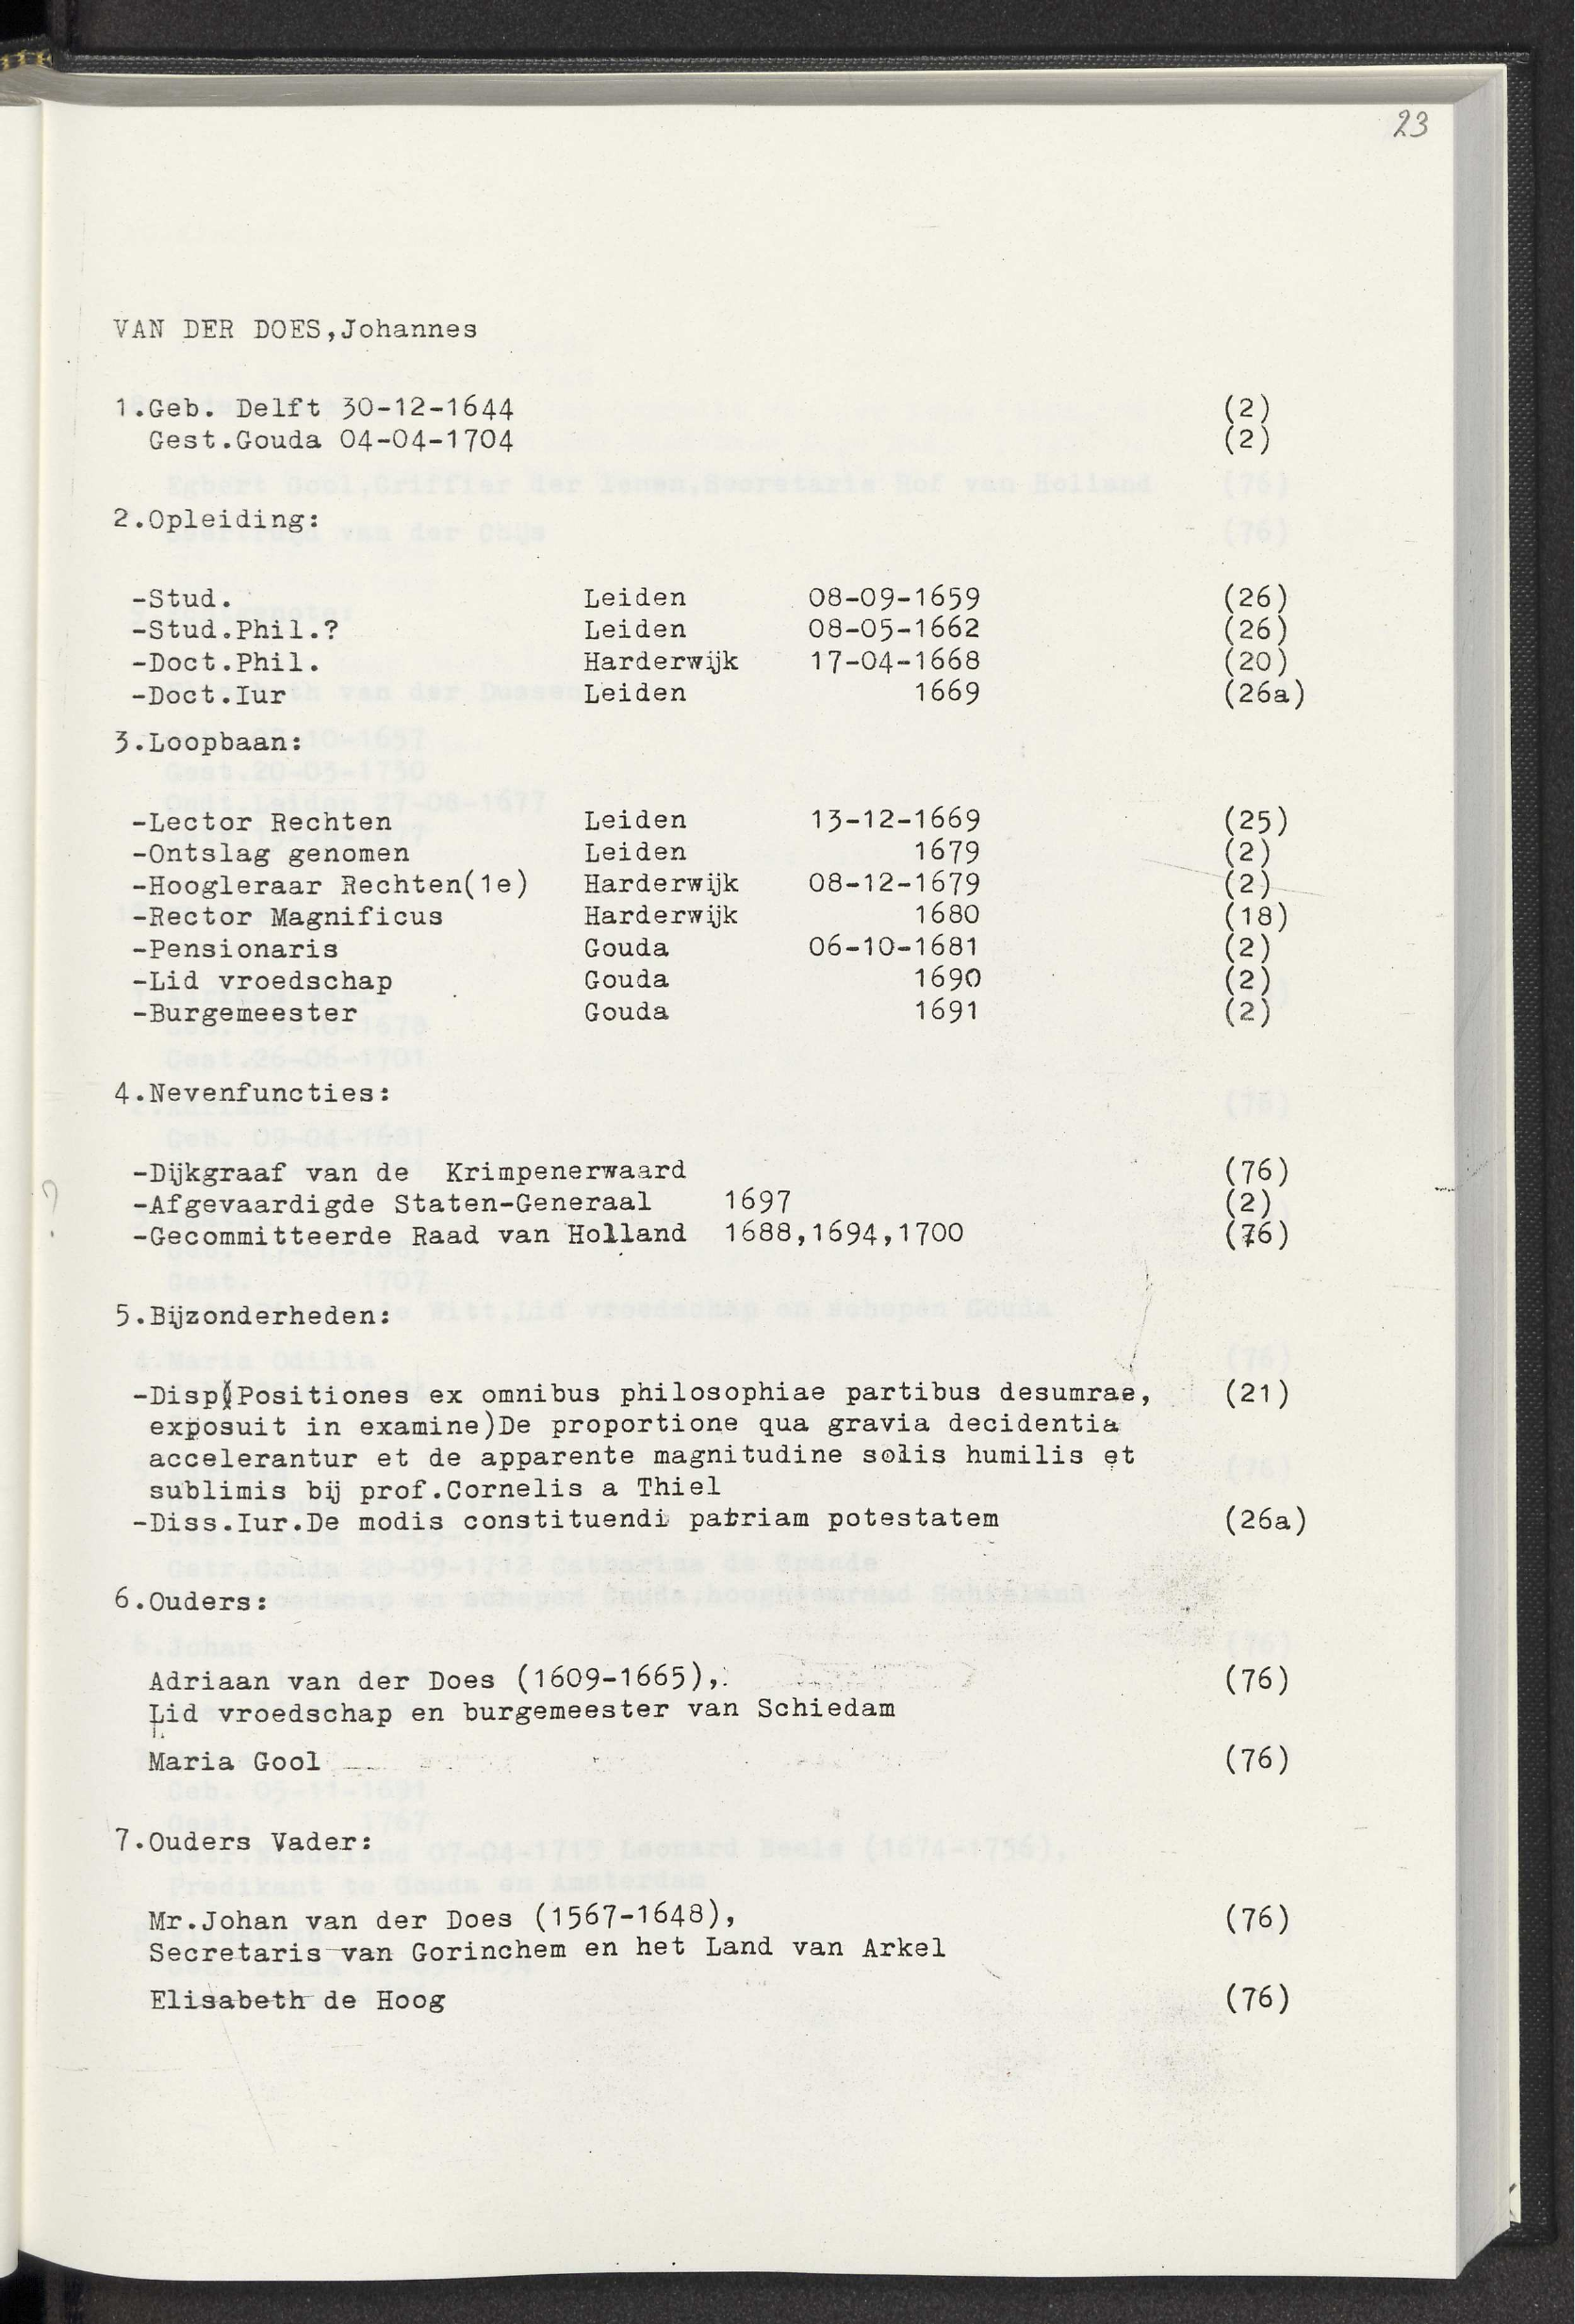 23
VAN DER DOES,Johannes
1.Geb. Delft 30-12-1644 (2)
Gest.Gouda 04-04-1704 (2)
2.Opleiding:
-Stud. Leiden 08-09-1659 (26)
-Stud.Phil.? Leiden 08-05-1662 (26)
-Doct.Phil. Harderwijk 17-04-1668 (20)
-Doct.Iur Leiden 1669 (26a)
3.Loopbaan:
-Lector Rechten Leiden 13-12-1669 (25)
-Ontslag genomen Leiden 1679 (2)
-Hoogleraar Rechten(1e) Harderwijk 08-12-1679 (2)
-Rector Magnificus Harderwijk 1680 (18)
-Pensionaris Gouda 06-10-1681 (2)
-Lid vroedschap Gouda 1690 (2)
-Burgemeester Gouda 1691 (2)
4.Nevenfuncties:
-Dijkgraaf van de Krimpenerwaard (76)
?
-Afgevaardigde Staten-Generaal 1697 (2)
-Gecommitteerde Raad van Holland 1688,1694,1700 (76)
5.Bijzonderheden:
-Disp(Positiones ex omnibus philosophiae partibus desumrae, (21)
exposuit in examine)De proportione qua gravia decidentia
accelerantur et de apparente magnitudine solis humilis et
sublimis bij prof.Cornelis a Thiel
-Diss.Iur.De modis constituendi patriam potestatem (26a)
6.Ouders:
Adriaan van der Does (1609-1665), (76)
Lid vroedschap en burgemeester van Schiedam
Maria Gool (76)
7.Ouders Vader:
Mr.Johan van der Does (1567-1648), (76)
Secretaris van Gorinchem en het Land van Arkel
Elisabeth de Hoog (76)